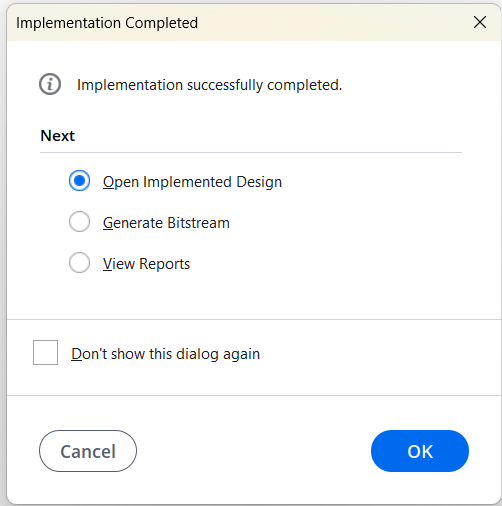 Implementation Completed
Implementation successfully completed.
Next
Open Implemented Design
Generate Bitstream
View Reports
Don't show this dialog again
Cancel
OK